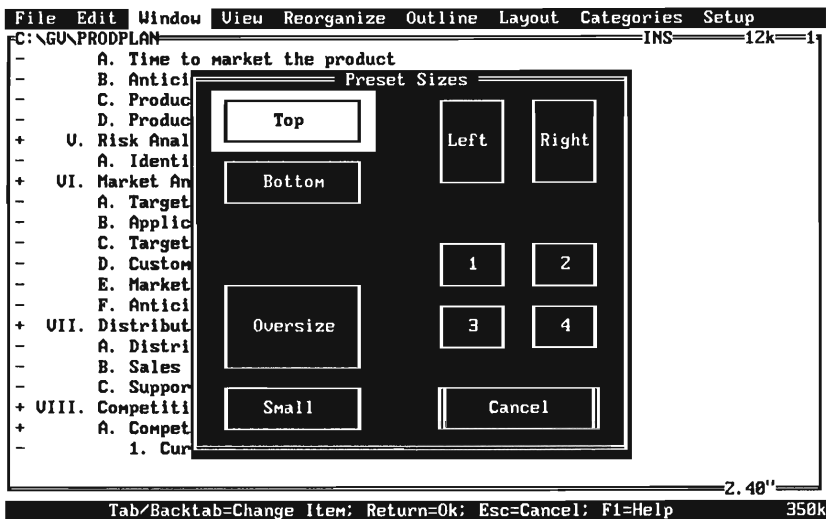 File Edit Window View Reorganize Outline Layout Categories Setup
C:\GV\PRODPLAN INS 12k 1
- A. Time to market the product
- B. Antici Preset Sizes
- C. Produc
- D. Produc Top Left Right
+ V. Risk Anal
- A. Identi
+ VI. Market An Bottom
- A. Target
- B. Applic
- C. Target
- D. Custom 1 2
- E. Market
- F. Antici
+ VII. Distribut Oversize 3 4
- A. Distri
- B. Sales
- C. Suppor
+ VIII. Competiti Small Cancel
+ A. Compet
- 1. Cur
2.40"
Tab/Backtab=Change Item; Return=Ok; Esc=Cancel; F1=Help 350k